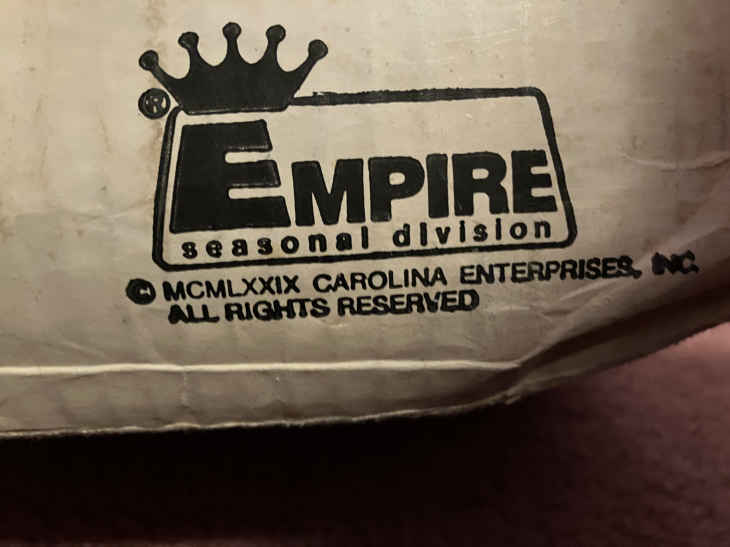 ®
EMPIRE
seasonal division
© MCMLXXIX CAROLINA ENTERPRISES, INC.
ALL RIGHTS RESERVED